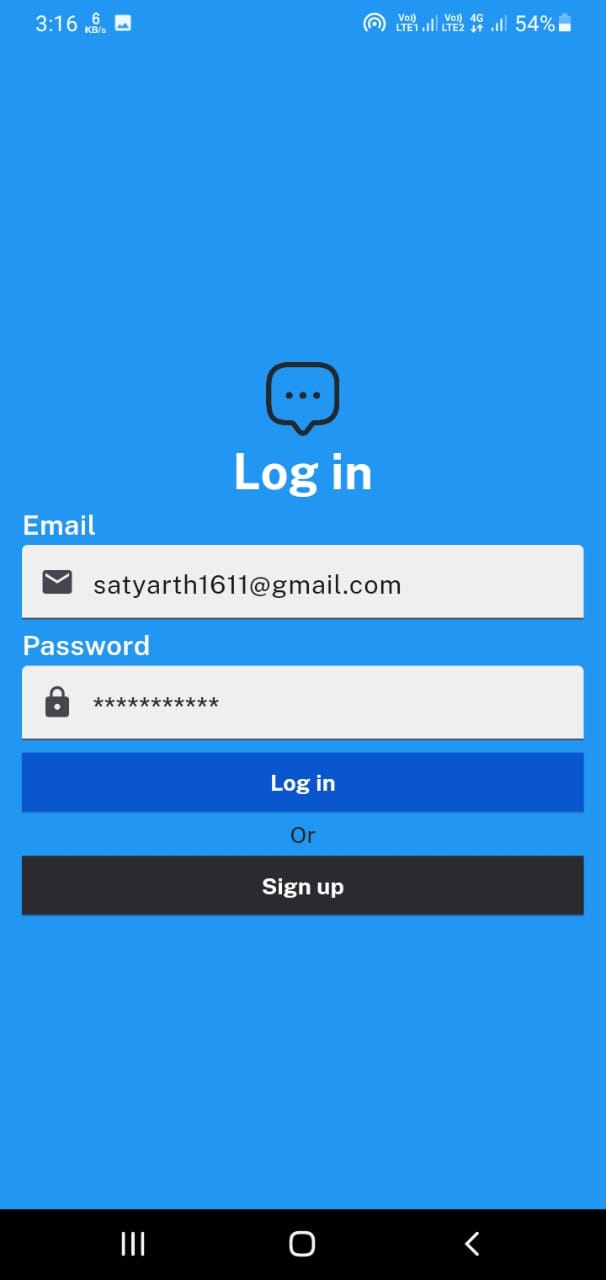 3:16 6 KB/s Vo)) LTE1 Vo)) LTE2 4G 54%
Log in
Email
satyarth1611@gmail.com
Password
***********
Log in
Or
Sign up